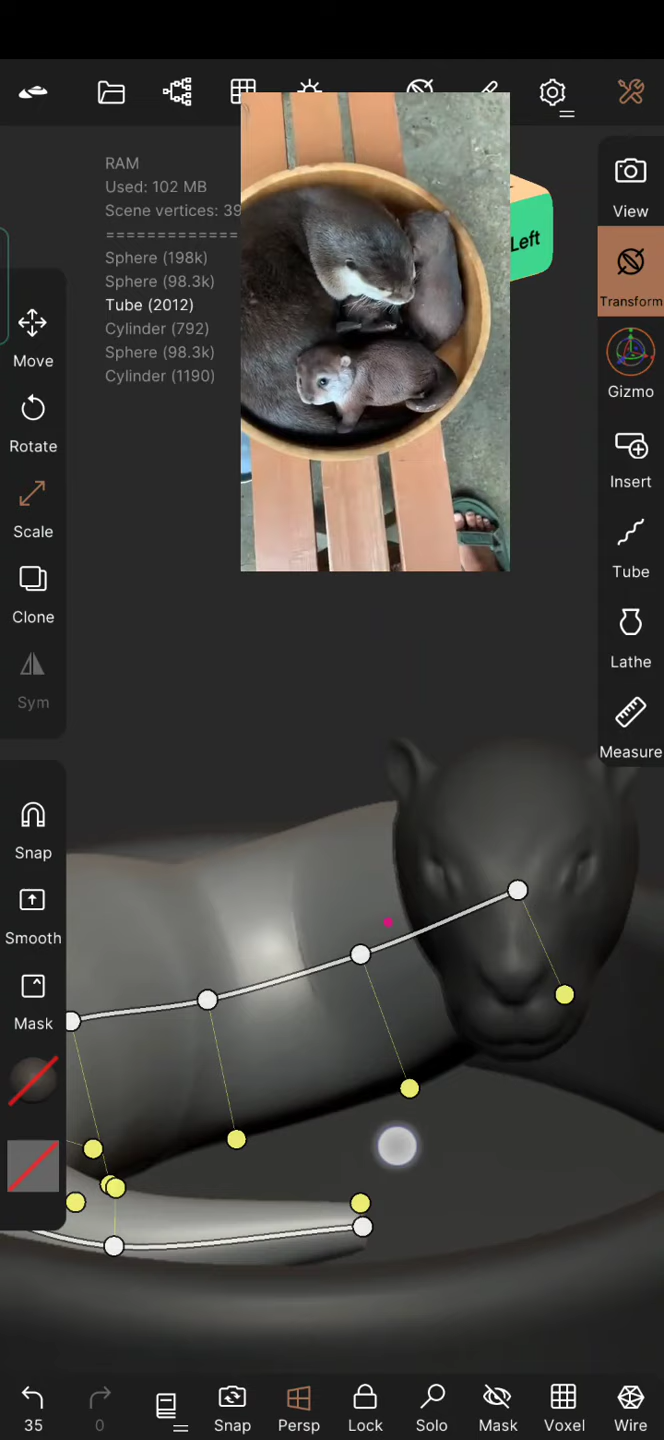 RAM
Used: 102 MB
Scene vertices: 39
=============
Sphere (198k)
Sphere (98.3k)
Tube (2012)
Cylinder (792)
Sphere (98.3k)
Cylinder (1190)
Left
Move
Rotate
Scale
Clone
Sym
Snap
Smooth
Mask
View
Transform
Gizmo
Insert
Tube
Lathe
Measure
35
0
Snap
Persp
Lock
Solo
Mask
Voxel
Wire